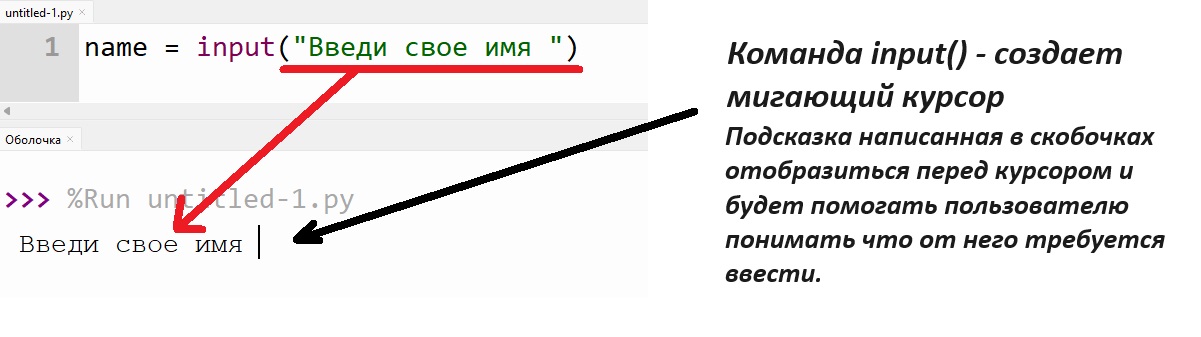 untitled-1.py ×
1 name = input("Введи свое имя ")
Оболочка ×
>>> %Run untitled-1.py
Введи свое имя
Команда input() - создает
мигающий курсор
Подсказка написанная в скобочках
отобразиться перед курсором и
будет помогать пользователю
понимать что от него требуется
ввести.